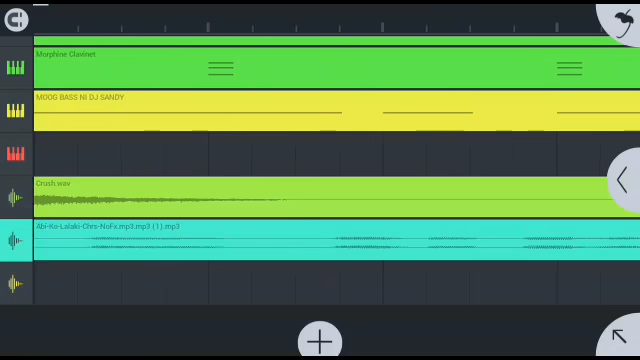 Morphine Clavinet
MOOG BASS NI DJ SANDY
Crush.wav
Abi-Ko-Lalaki-Chrs-NoFx.mp3.mp3 (1).mp3